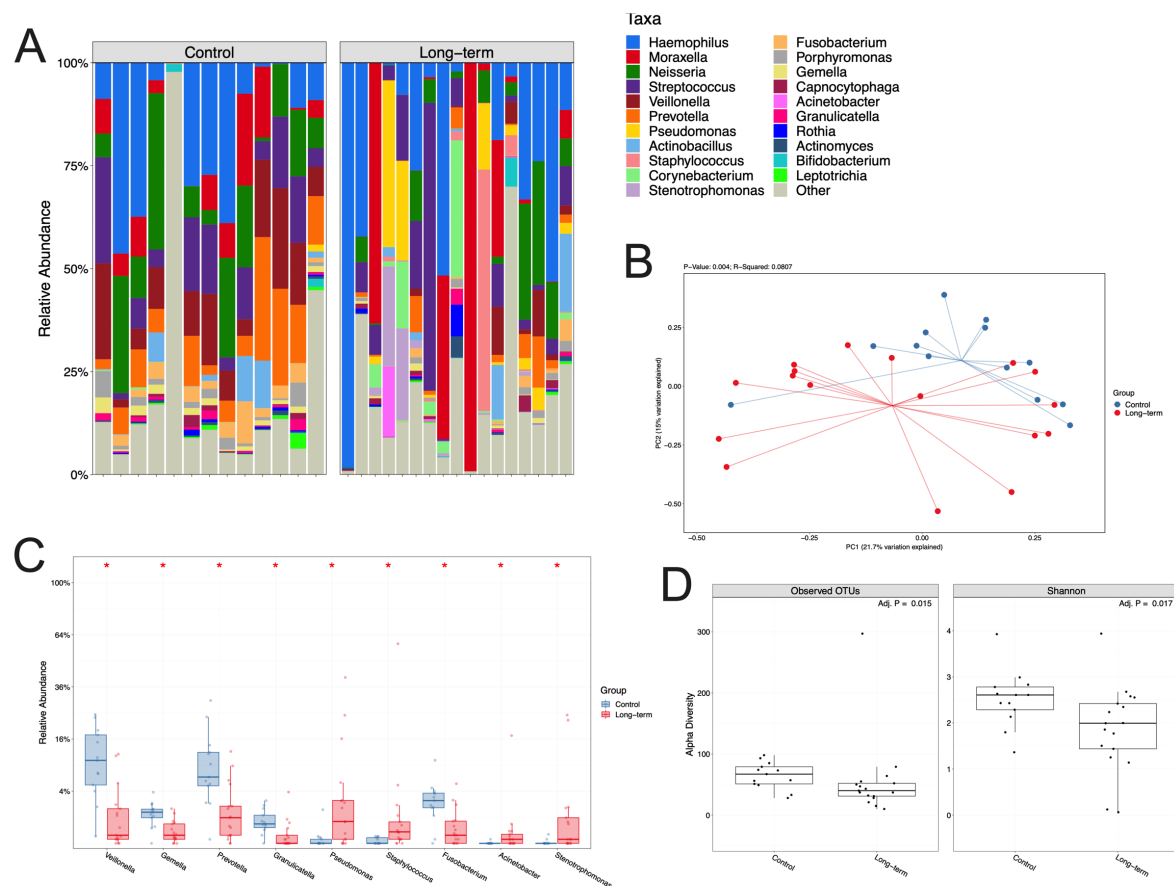 A
Control
Long-term
Relative Abundance
100%
75%
50%
25%
0%
Taxa
Haemophilus
Moraxella
Neisseria
Streptococcus
Veillonella
Prevotella
Pseudomonas
Actinobacillus
Staphylococcus
Corynebacterium
Stenotrophomonas
Fusobacterium
Porphyromonas
Gemella
Capnocytophaga
Acinetobacter
Granulicatella
Rothia
Actinomyces
Bifidobacterium
Leptotrichia
Other
B
P-Value: 0.004; R-Squared: 0.0807
PC2 (15% variation explained)
0.25
0.00
-0.25
-0.50
-0.50
-0.25
0.00
0.25
PC1 (21.7% variation explained)
Group
Control
Long-term
C
* * * * * * * * *
Relative Abundance
100%
64%
36%
16%
4%
Veillonella
Gemella
Prevotella
Granulicatella
Pseudomonas
Staphylococcus
Fusobacterium
Acinetobacter
Stenotrophomonas
Group
Control
Long-term
D
Observed OTUs
Adj. P = 0.015
Alpha Diversity
300
200
100
0
Control
Long-term
Shannon
Adj. P = 0.017
4
3
2
1
0
Control
Long-term